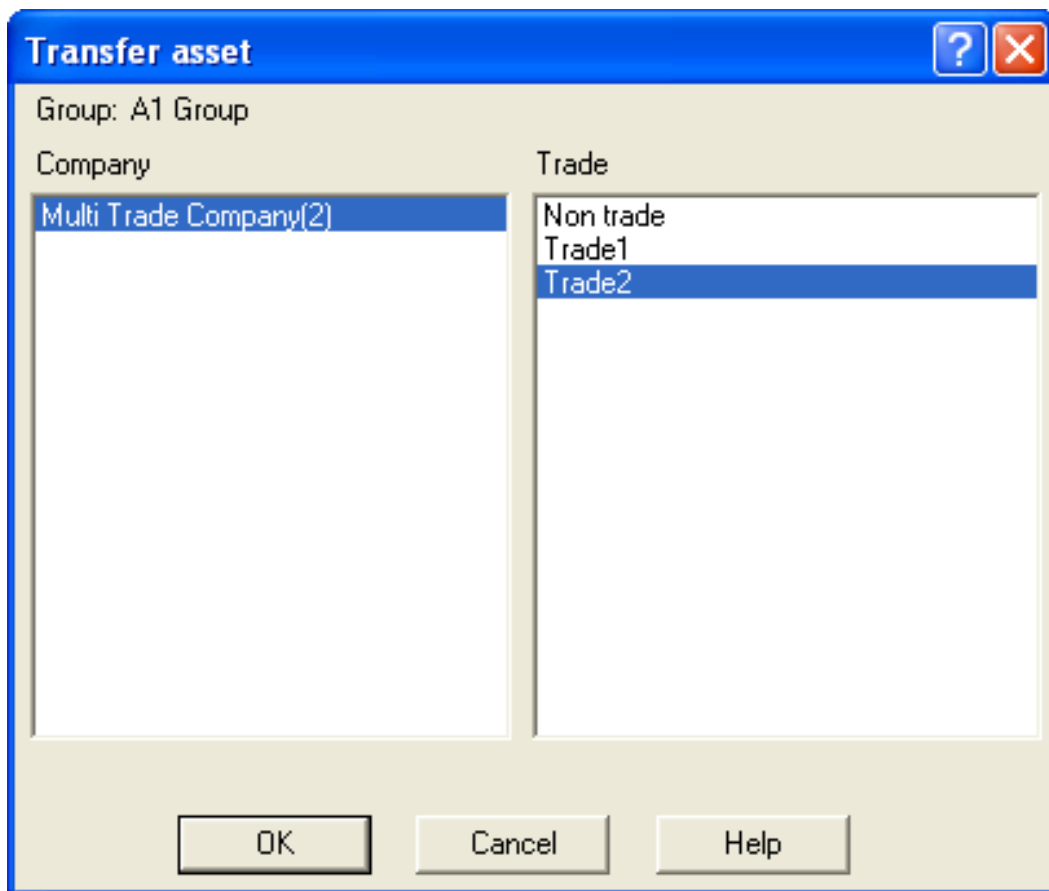 Transfer asset
?
Group: A1 Group
Company
Trade
Multi Trade Company(2)
Non trade
Trade1
Trade2
OK
Cancel
Help